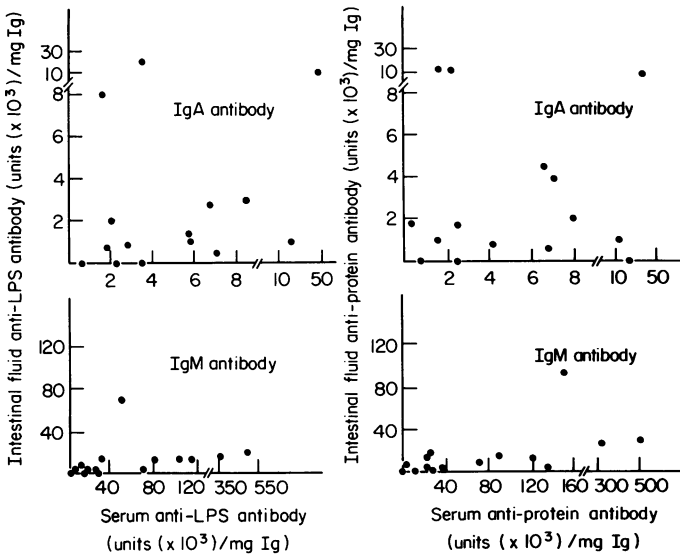 Intestinal fluid anti-LPS antibody (units (x 10³)/mg Ig)
30
10
8
6
4
2
IgA antibody
2 4 6 8 10 50
120
80
40
IgM antibody
40 80 120 350 550
Serum anti-LPS antibody
(units (x 10³)/mg Ig)
Intestinal fluid anti-protein antibody (units (x 10³)/mg Ig)
30
10
8
6
4
2
IgA antibody
0 2 4 6 8 10 50
120
80
40
IgM antibody
40 80 120 160 300 500
Serum anti-protein antibody
(units (x 10³)/mg Ig)